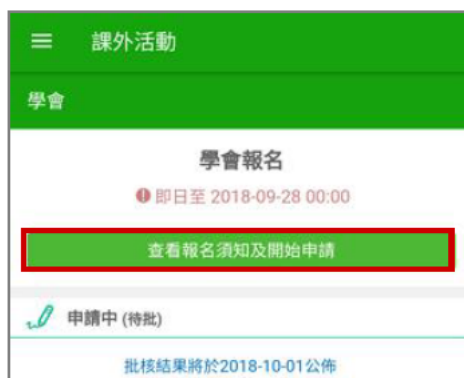 課外活動
學會
學會報名
即日至 2018-09-28 00:00
查看報名須知及開始申請
申請中 (待批)
批核結果將於2018-10-01公佈